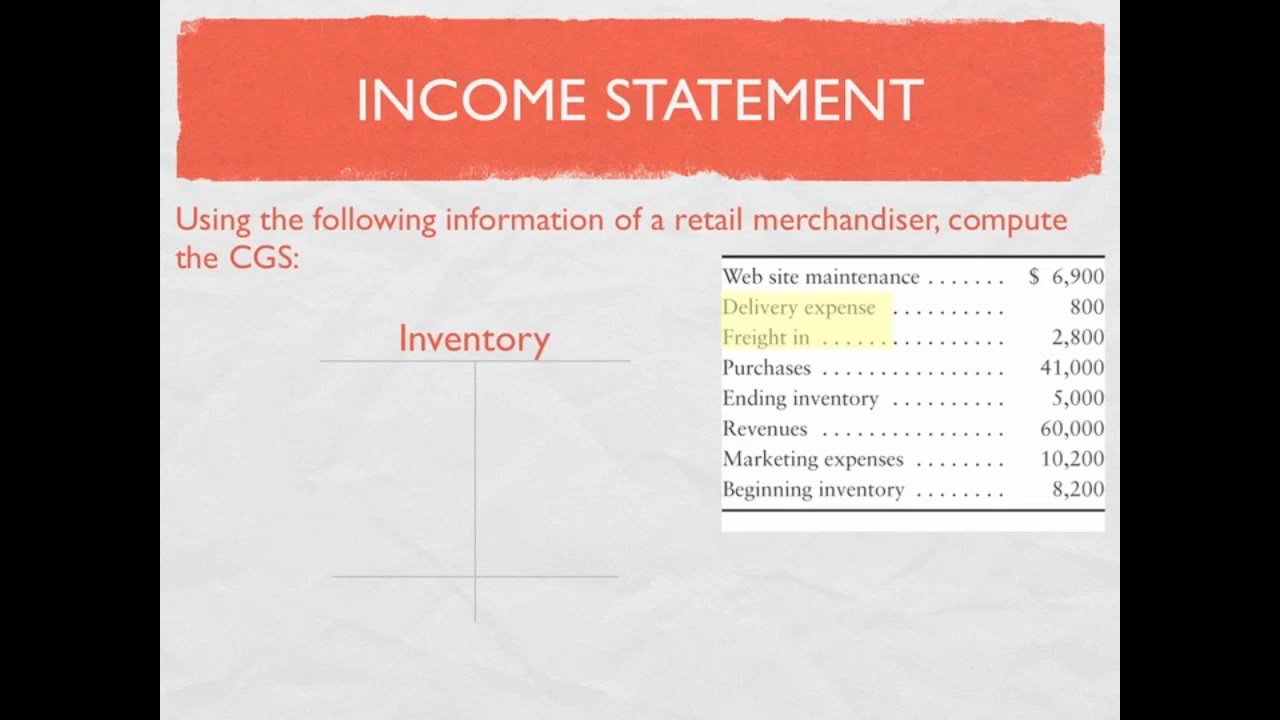 INCOME STATEMENT
Using the following information of a retail merchandiser, compute
the CGS:
Inventory
Web site maintenance . . . . . . . $ 6,900
Delivery expense . . . . . . . . . . 800
Freight in . . . . . . . . . . . . . . . . 2,800
Purchases . . . . . . . . . . . . . . . . 41,000
Ending inventory . . . . . . . . . . 5,000
Revenues . . . . . . . . . . . . . . . . 60,000
Marketing expenses . . . . . . . . 10,200
Beginning inventory . . . . . . . . 8,200